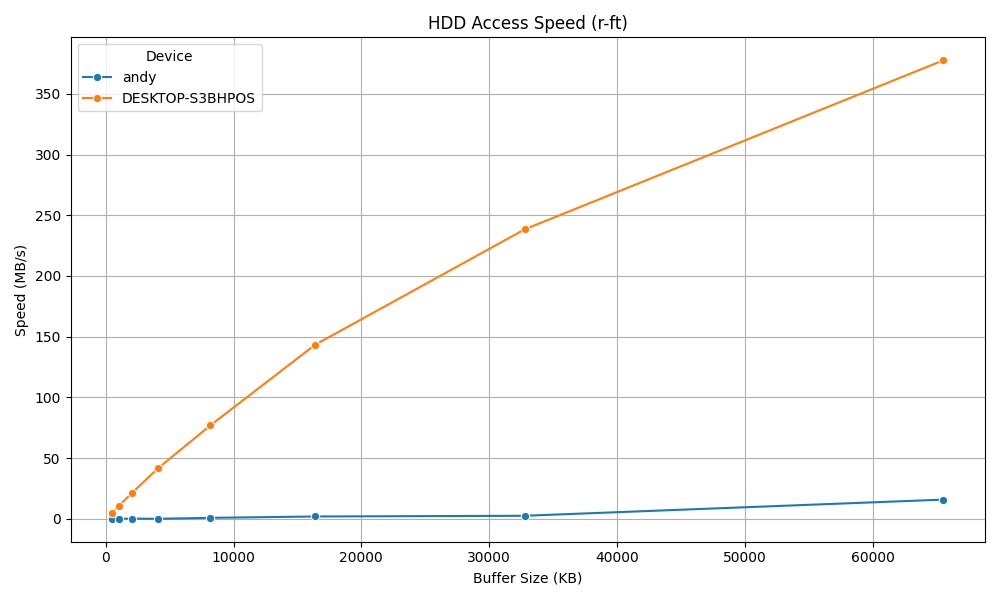 HDD Access Speed (r-ft)
Device
andy
DESKTOP-S3BHPOS
Speed (MB/s)
350
300
250
200
150
100
50
0
0 10000 20000 30000 40000 50000 60000
Buffer Size (KB)